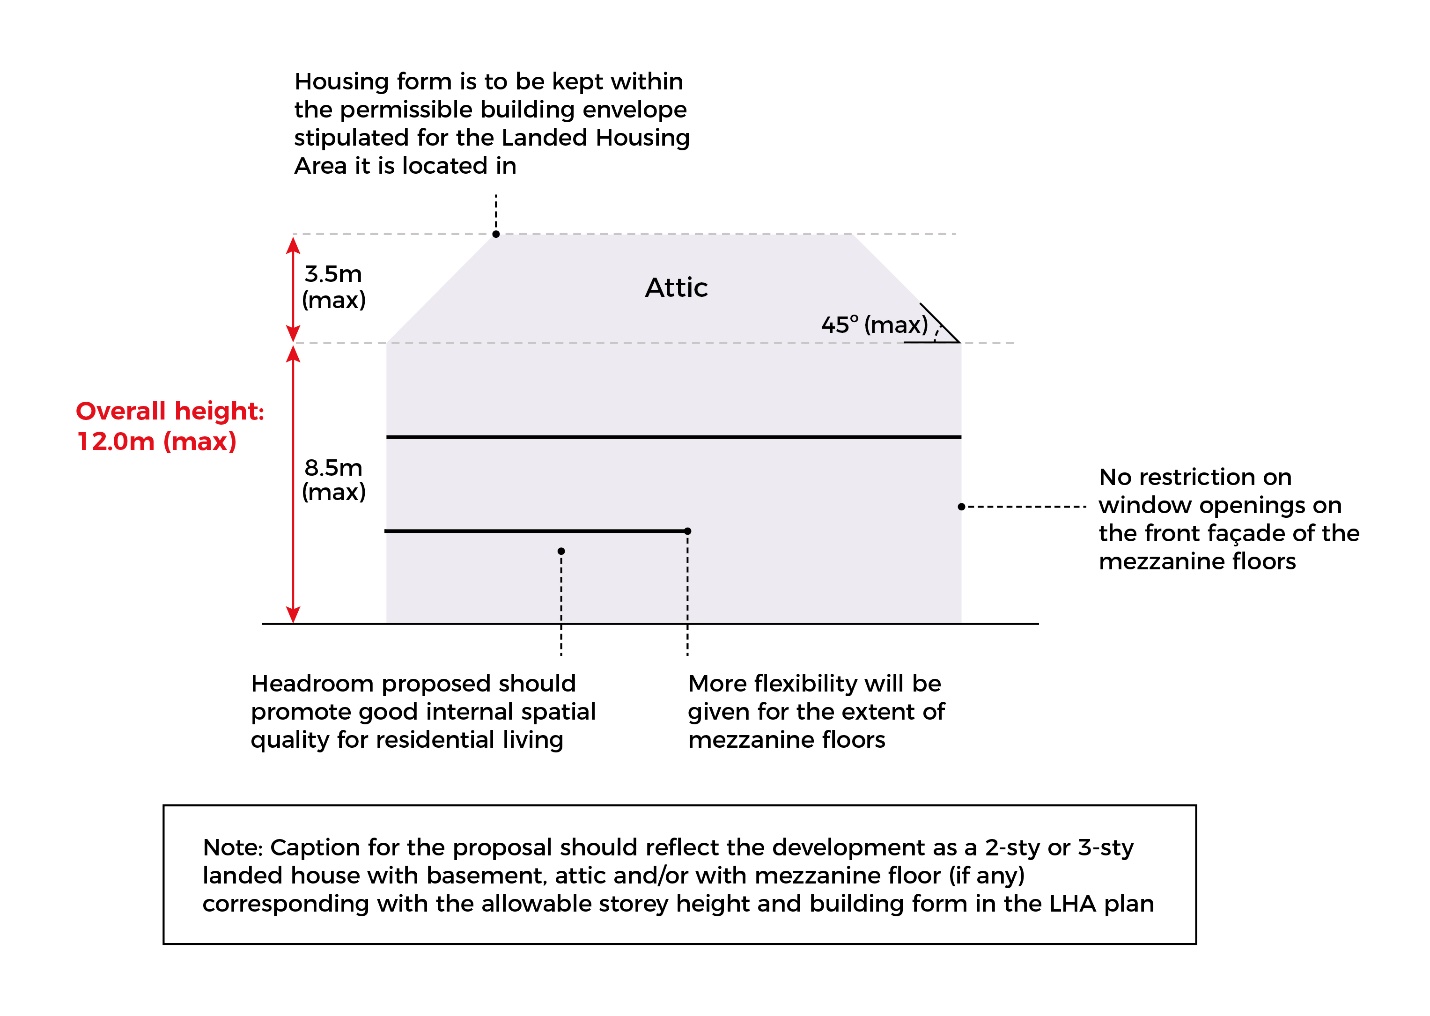 Housing form is to be kept within
the permissible building envelope
stipulated for the Landed Housing
Area it is located in
3.5m
(max)
Attic
45° (max)
Overall height:
12.0m (max)
8.5m
(max)
No restriction on
window openings on
the front façade of the
mezzanine floors
Headroom proposed should
promote good internal spatial
quality for residential living
More flexibility will be
given for the extent of
mezzanine floors
Note: Caption for the proposal should reflect the development as a 2-sty or 3-sty
landed house with basement, attic and/or with mezzanine floor (if any)
corresponding with the allowable storey height and building form in the LHA plan